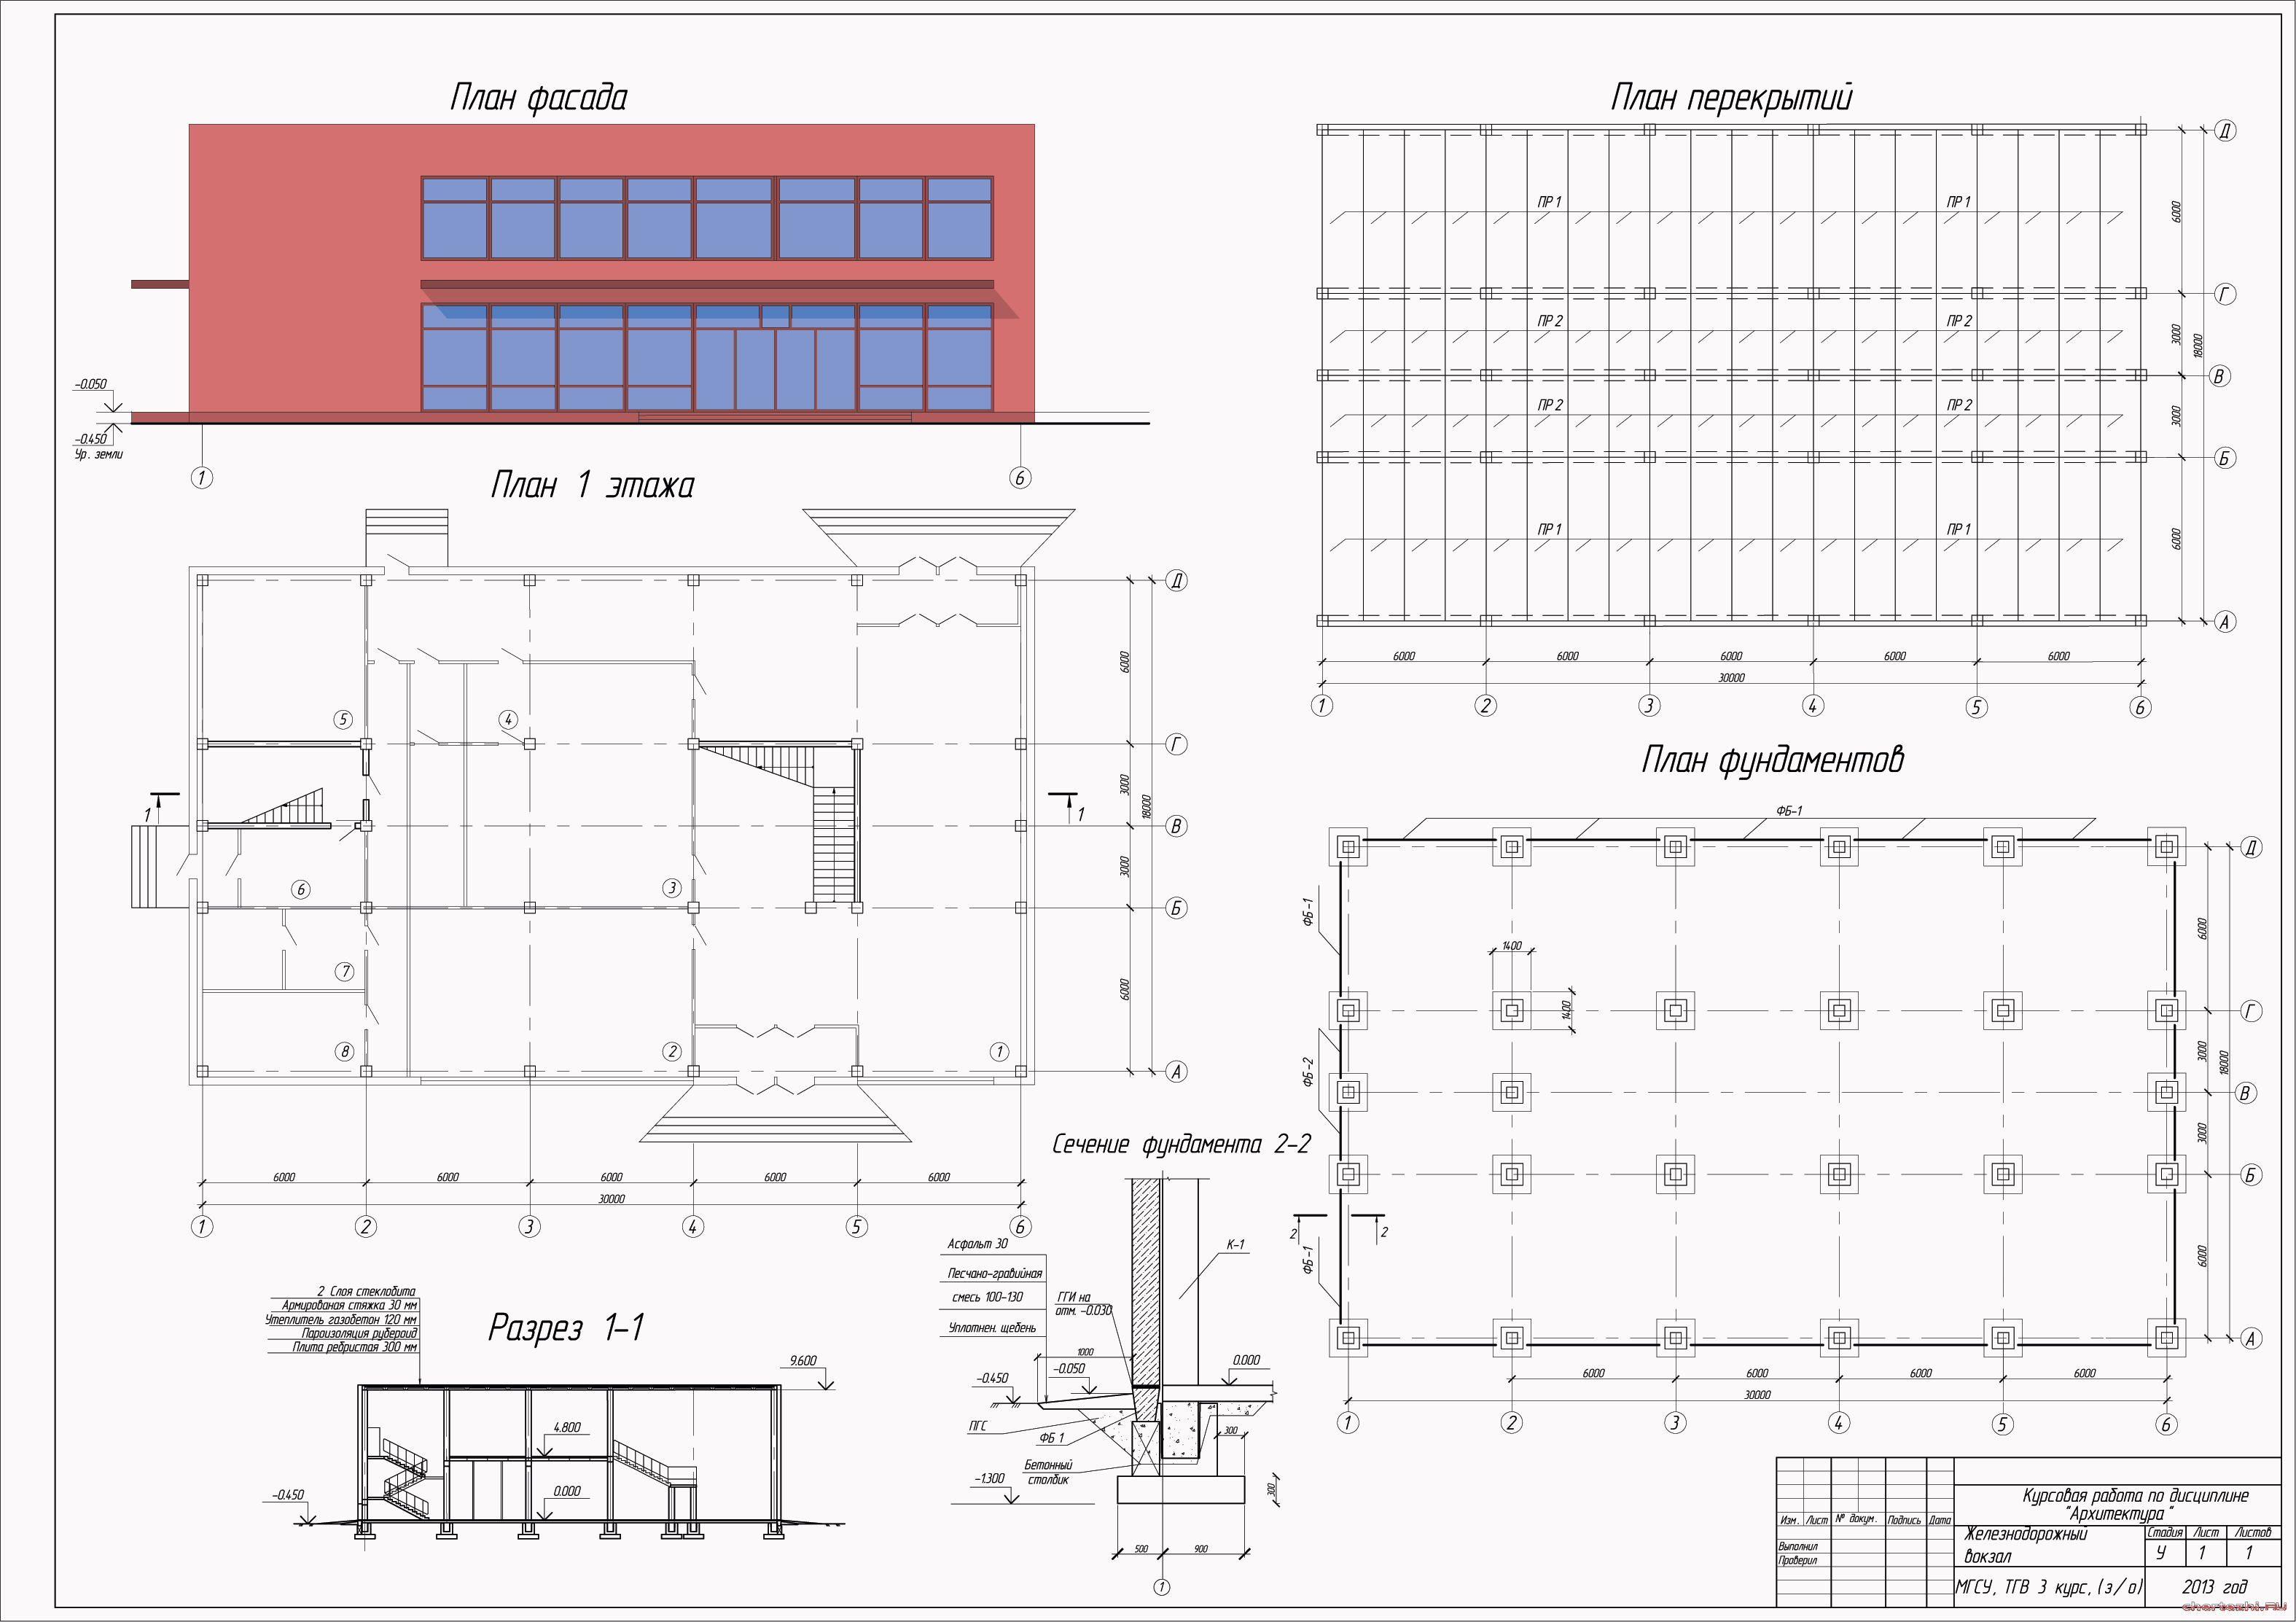 План фасада
-0.050
-0.450
Ур. земли
1
6
План 1 этажа
Д
Г
В
Б
А
5
4
3
6
7
8
2
1
1
1
6000
3000
3000
6000
18000
6000
6000
6000
6000
6000
30000
1
2
3
4
5
6
Разрез 1-1
2 Слоя стеклобита
Армированая стяжка 30 мм
Утеплитель газобетон 120 мм
Пароизоляция рубероид
Плита ребристая 300 мм
9.600
4.800
0.000
-0.450
Сечение фундамента 2-2
Асфальт 30
Песчано-гравийная
смесь 100-130
Уплотнен. щебень
ГГИ на
отм. -0.030
К-1
1000
-0.050
-0.450
0.000
ПГС
ФБ 1
Бетонный
столбик
-1.300
300
300
500
900
1
План перекрытий
ПР 1
ПР 1
ПР 2
ПР 2
ПР 2
ПР 2
ПР 1
ПР 1
Д
Г
В
Б
А
6000
3000
3000
6000
18000
6000
6000
6000
6000
6000
30000
1
2
3
4
5
6
План фундаментов
ФБ-1
ФБ-1
ФБ-2
ФБ-1
1400
1400
2
2
Д
Г
В
Б
А
6000
3000
3000
6000
18000
6000
6000
6000
6000
30000
1
2
3
4
5
6
Курсовая работа по дисциплине
"Архитектура"
Изм. Лист № докум. Подпись Дата
Выполнил
Проверил
Железнодорожный
вокзал
Стадия Лист Листов
У 1 1
МГСУ, ТГВ 3 курс, (з/о)
2013 год
chertezhi.ru